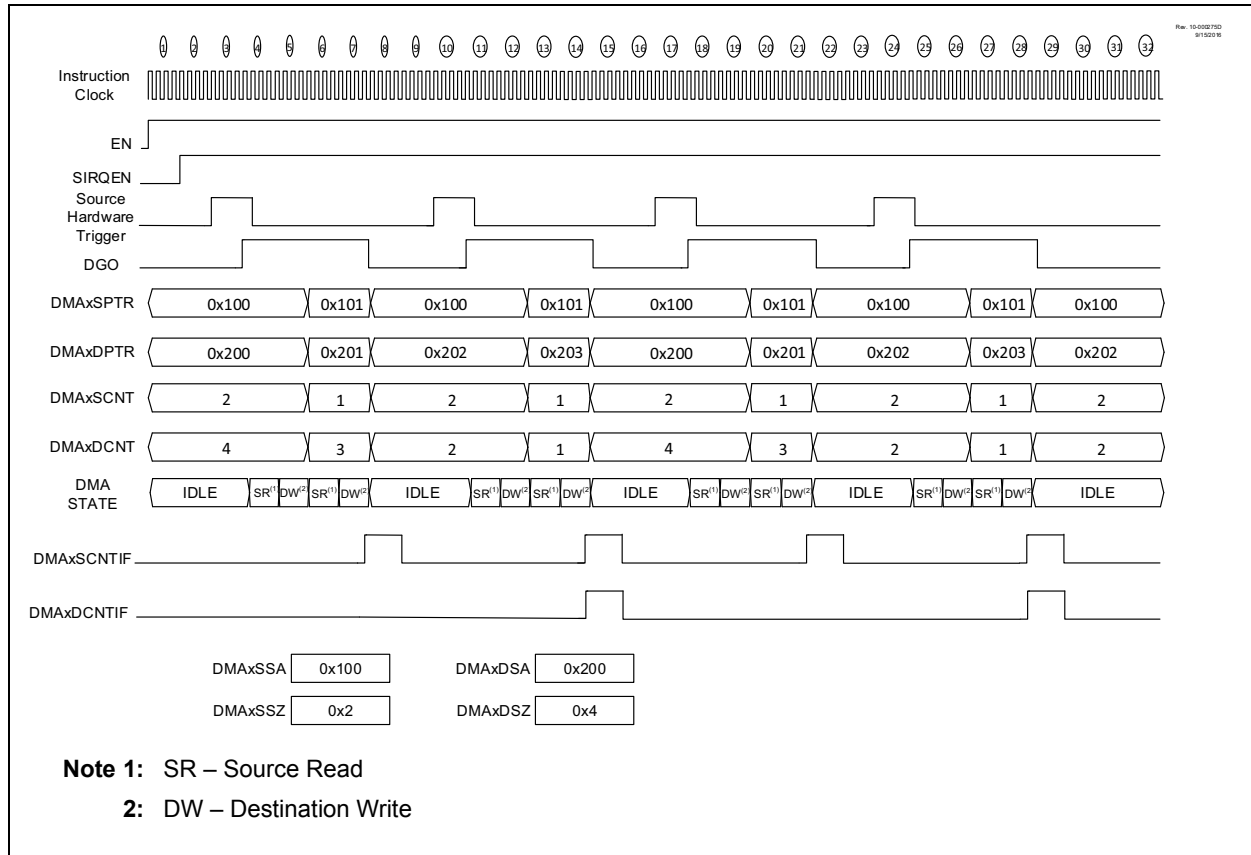 Rev. 10-000275D
9/15/2016
1 2 3 4 5 6 7 8 9 10 11 12 13 14 15 16 17 18 19 20 21 22 23 24 25 26 27 28 29 30 31 32
Instruction
Clock
EN
SIRQEN
Source
Hardware
Trigger
DGO
DMAxSPTR 0x100 0x101 0x100 0x101 0x100 0x101 0x100 0x101 0x100
DMAxDPTR 0x200 0x201 0x202 0x203 0x200 0x201 0x202 0x203 0x202
DMAxSCNT 2 1 2 1 2 1 2 1 2
DMAxDCNT 4 3 2 1 4 3 2 1 2
DMA
STATE
IDLE SR(1) DW(2) SR(1) DW(2) IDLE SR(1) DW(2) SR(1) DW(2) IDLE SR(1) DW(2) SR(1) DW(2) IDLE SR(1) DW(2) SR(1) DW(2) IDLE
DMAxSCNTIF
DMAxDCNTIF
DMAxSSA 0x100 DMAxDSA 0x200
DMAxSSZ 0x2 DMAxDSZ 0x4
Note 1: SR – Source Read
2: DW – Destination Write